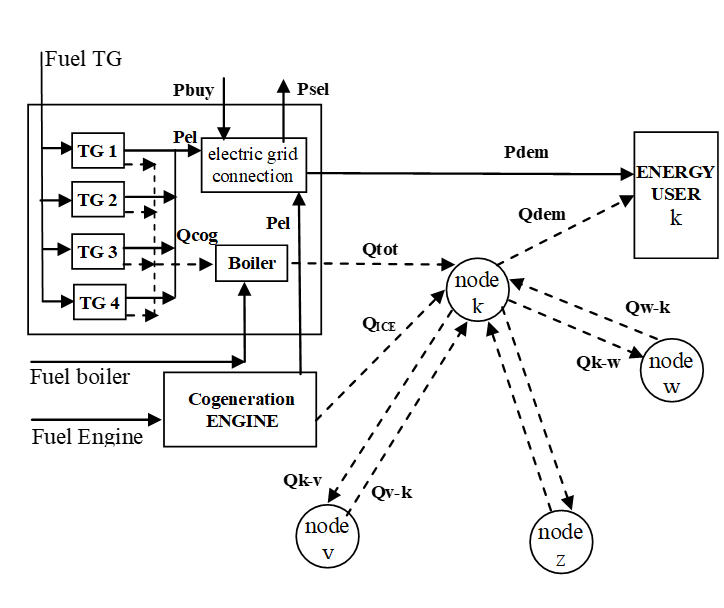 Fuel TG
Pbuy
Psel
TG 1
Pel
electric grid
connection
Pdem
ENERGY
USER
k
TG 2
Qcog
Pel
Qdem
TG 3
Boiler
Qtot
node
k
TG 4
QICE
Qw-k
Qk-w
node
w
Fuel boiler
Cogeneration
ENGINE
Fuel Engine
Qk-v
Qv-k
node
v
node
z